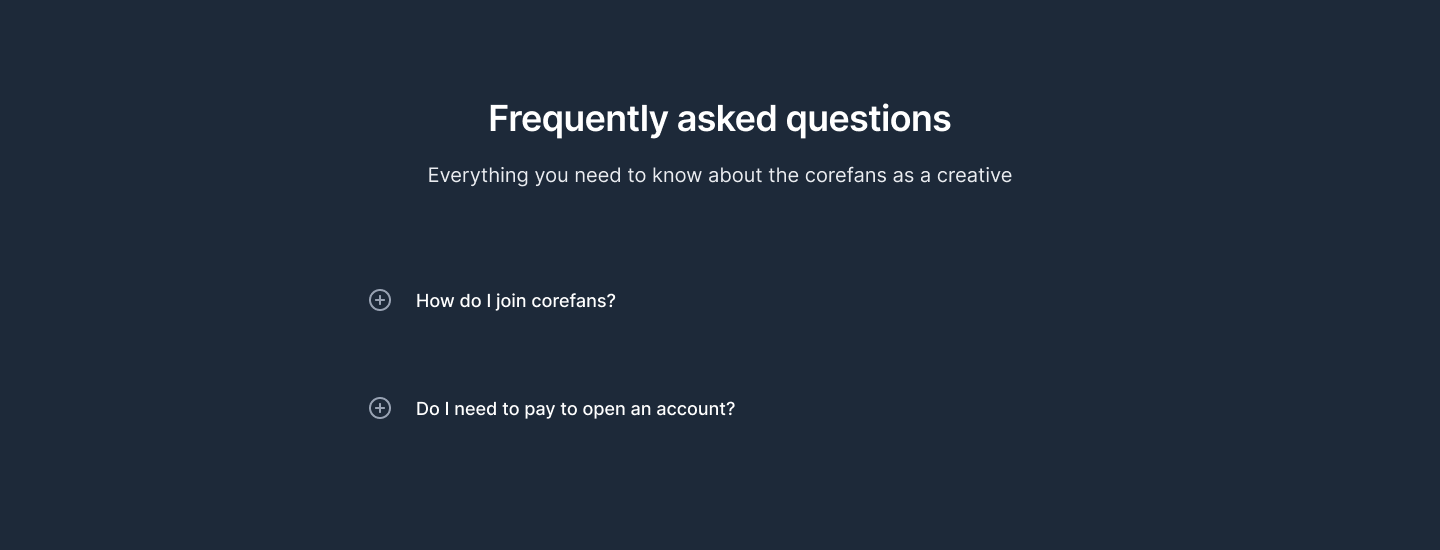 Frequently asked questions
Everything you need to know about the corefans as a creative
How do I join corefans?
Do I need to pay to open an account?